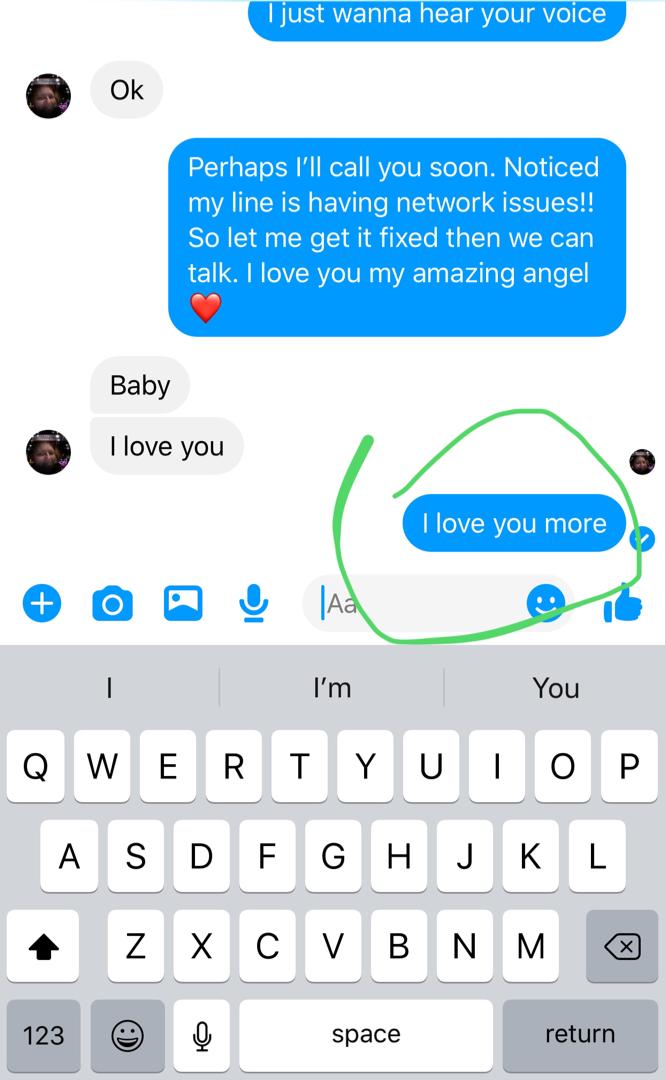 I just wanna hear your voice
Ok
Perhaps I’ll call you soon. Noticed
my line is having network issues!!
So let me get it fixed then we can
talk. I love you my amazing angel
❤️
Baby
I love you
I love you more
Aa
I I’m You
Q W E R T Y U I O P
A S D F G H J K L
Z X C V B N M
123 space return